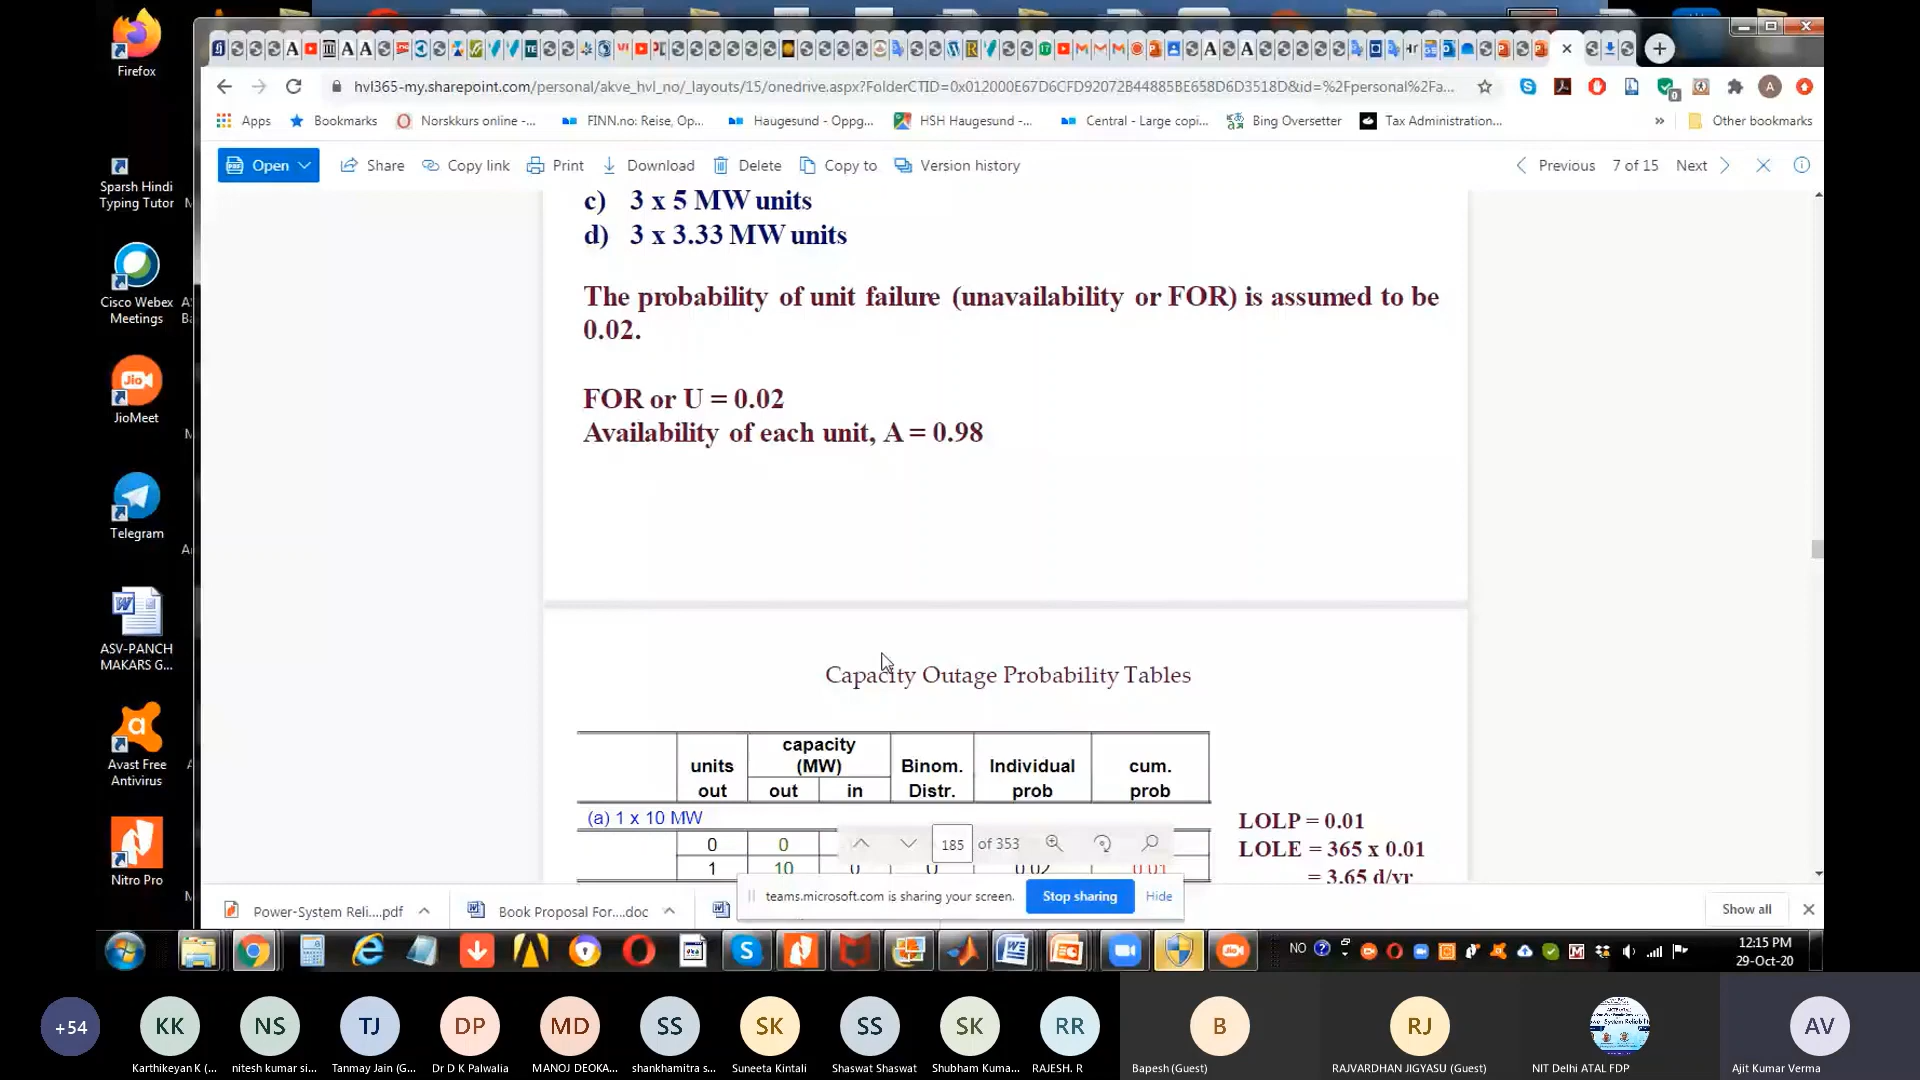 Firefox
hvl365-my.sharepoint.com/personal/akve_hvl_no/_layouts/15/onedrive.aspx?FolderCTID=0x012000E67D6CFD92072B44885BE658D6D3518D&id=%2Fpersonal%2Fa...
Apps
Bookmarks
Norskkurs online -...
FINN.no: Reise, Op...
Haugesund - Oppg...
HSH Haugesund -...
Central - Large copi...
Bing Oversetter
Tax Administration...
»
Other bookmarks
Open
Share
Copy link
Print
Download
Delete
Copy to
Version history
Previous
7 of 15
Next
Sparsh Hindi
Typing Tutor
c) 3 x 5 MW units
d) 3 x 3.33 MW units
Cisco Webex
Meetings
The probability of unit failure (unavailability or FOR) is assumed to be
0.02.
JioMeet
FOR or U = 0.02
Availability of each unit, A = 0.98
Telegram
ASV-PANCH
MAKARS G...
Capacity Outage Probability Tables
Avast Free
Antivirus
capacity
units (MW) Binom. Individual cum.
out out in Distr. prob prob
(a) 1 x 10 MW
LOLP = 0.01
0 0
185 of 353
LOLE = 365 x 0.01
1 10 0 0 0.02 0.01
= 3.65 d/yr
Nitro Pro
teams.microsoft.com is sharing your screen.
Stop sharing
Hide
Power-System Reli....pdf
Book Proposal For....doc
Show all
NO
12:15 PM
29-Oct-20
+54
KK
NS
TJ
DP
MD
SS
SK
SS
SK
RR
B
RJ
AV
Karthikeyan K (...
nitesh kumar si...
Tanmay Jain (G...
Dr D K Palwalia
MANOJ DEOKA...
shankhamitra s...
Suneeta Kintali
Shaswat Shaswat
Shubham Kuma...
RAJESH. R
Bapesh (Guest)
RAJVARDHAN JIGYASU (Guest)
NIT Delhi ATAL FDP
Ajit Kumar Verma